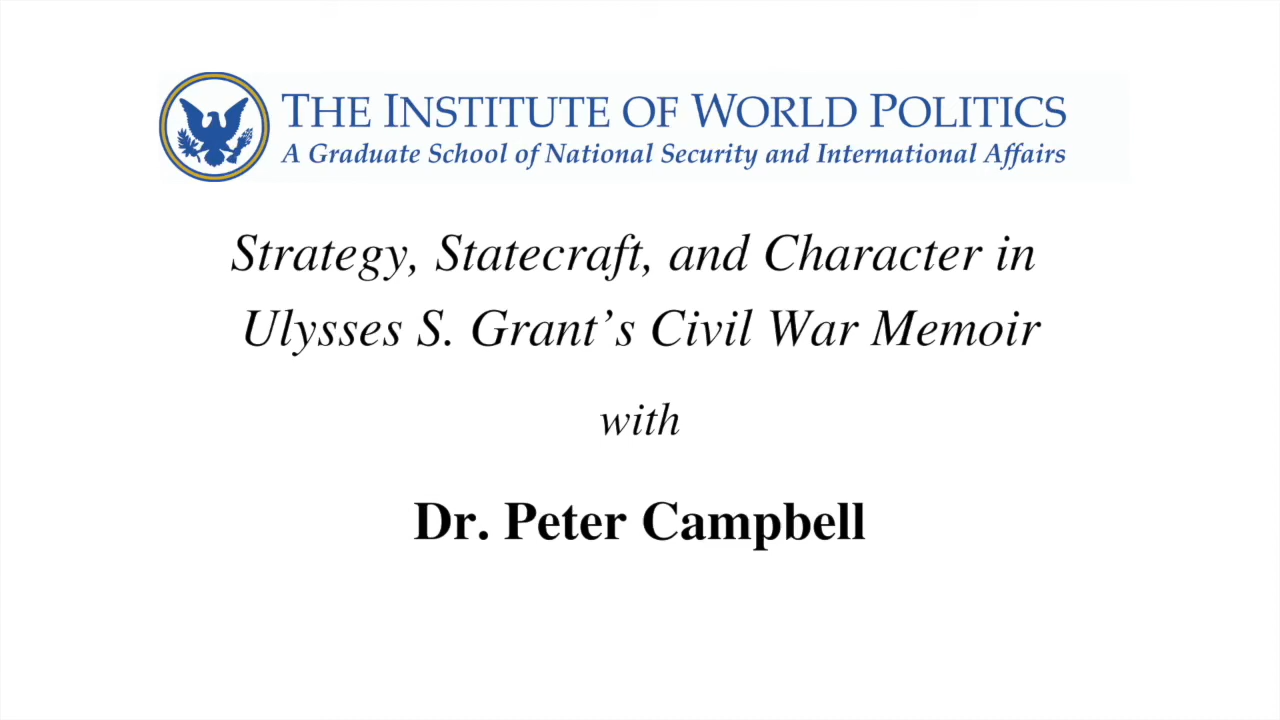 THE INSTITUTE OF WORLD POLITICS
A Graduate School of National Security and International Affairs
Strategy, Statecraft, and Character in
Ulysses S. Grant’s Civil War Memoir
with
Dr. Peter Campbell